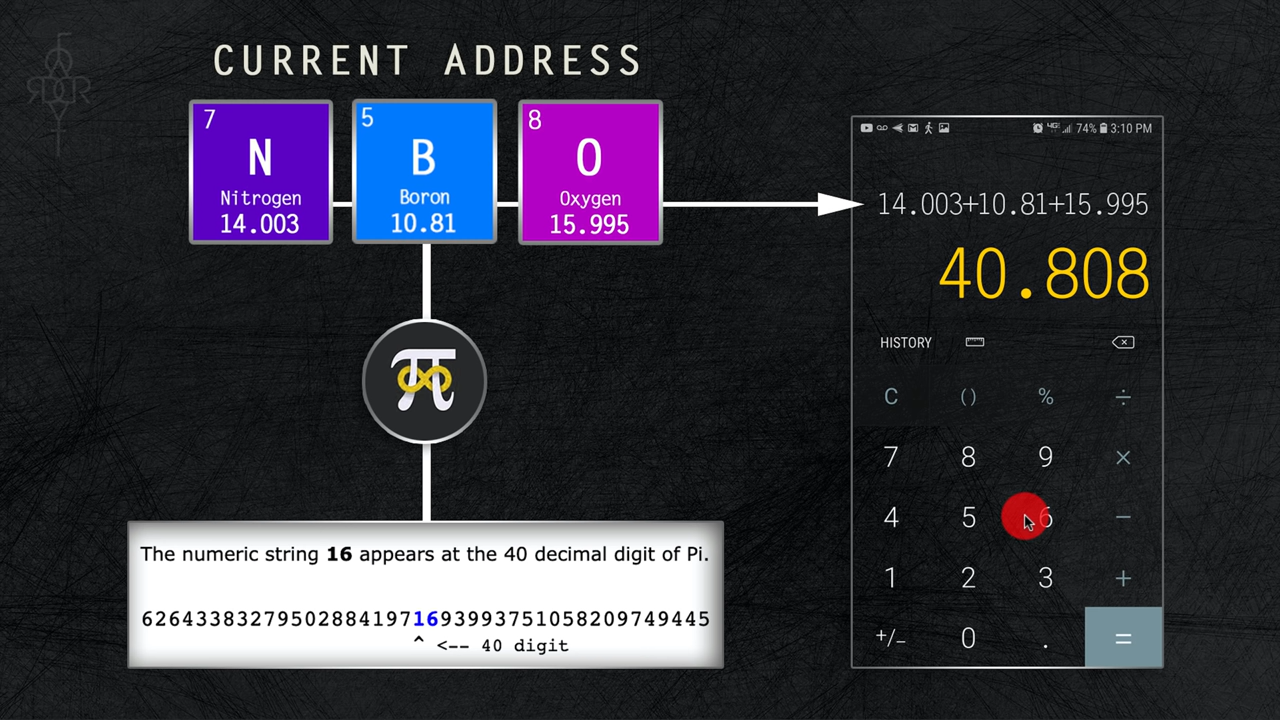 CURRENT ADDRESS
7
N
Nitrogen
14.003
5
B
Boron
10.81
8
O
Oxygen
15.995
The numeric string 16 appears at the 40 decimal digit of Pi.
626433832795028841971693993751058209749445
^ <-- 40 digit
74% 3:10 PM
14.003+10.81+15.995
40.808
HISTORY
C () % ÷
7 8 9 ×
4 5 6 −
1 2 3 +
+/− 0 . =